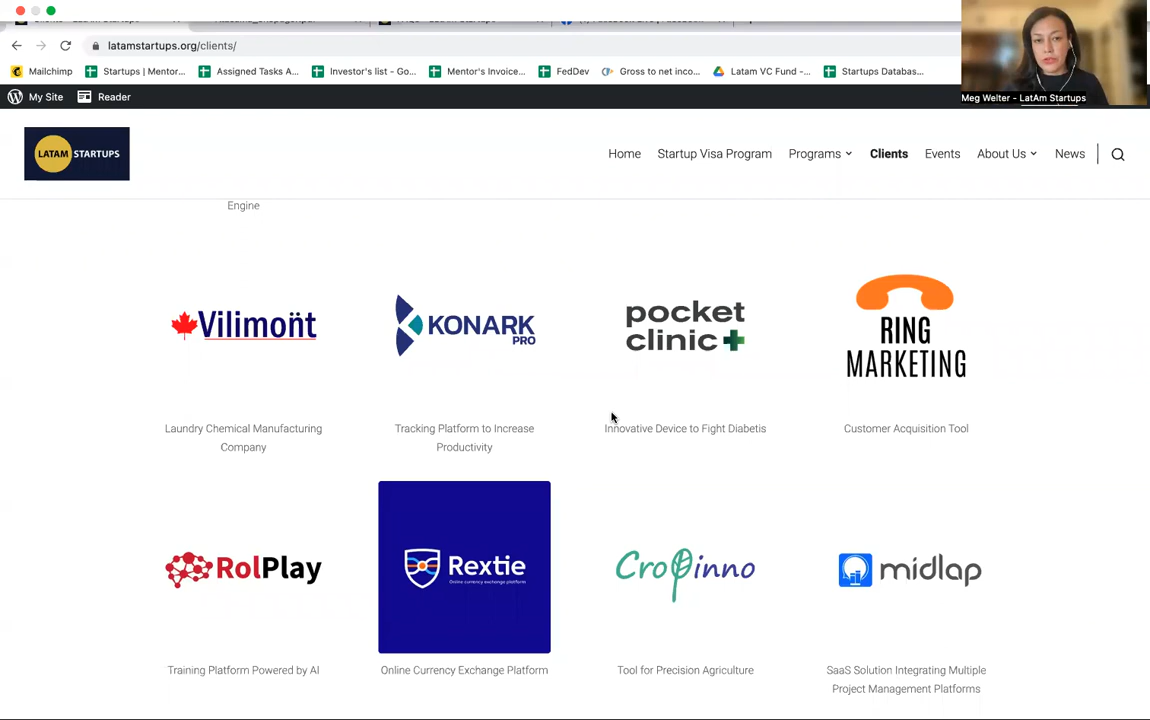 latamstartups.org/clients/
Mailchimp
Startups | Mentor...
Assigned Tasks A...
Investor's list - Go...
Mentor's Invoice...
FedDev
Gross to net inco...
Latam VC Fund -...
Startups Databas...
Meg Welter - LatAm Startups
My Site
Reader
LATAM STARTUPS
Home
Startup Visa Program
Programs
Clients
Events
About Us
News
Engine
Vilimont
KONARK
PRO
pocket
clinic
RING
MARKETING
Laundry Chemical Manufacturing
Company
Tracking Platform to Increase
Productivity
Innovative Device to Fight Diabetis
Customer Acquisition Tool
RolPlay
Rextie
Online currency exchange platform
Cropinno
midlap
Training Platform Powered by AI
Online Currency Exchange Platform
Tool for Precision Agriculture
SaaS Solution Integrating Multiple
Project Management Platforms